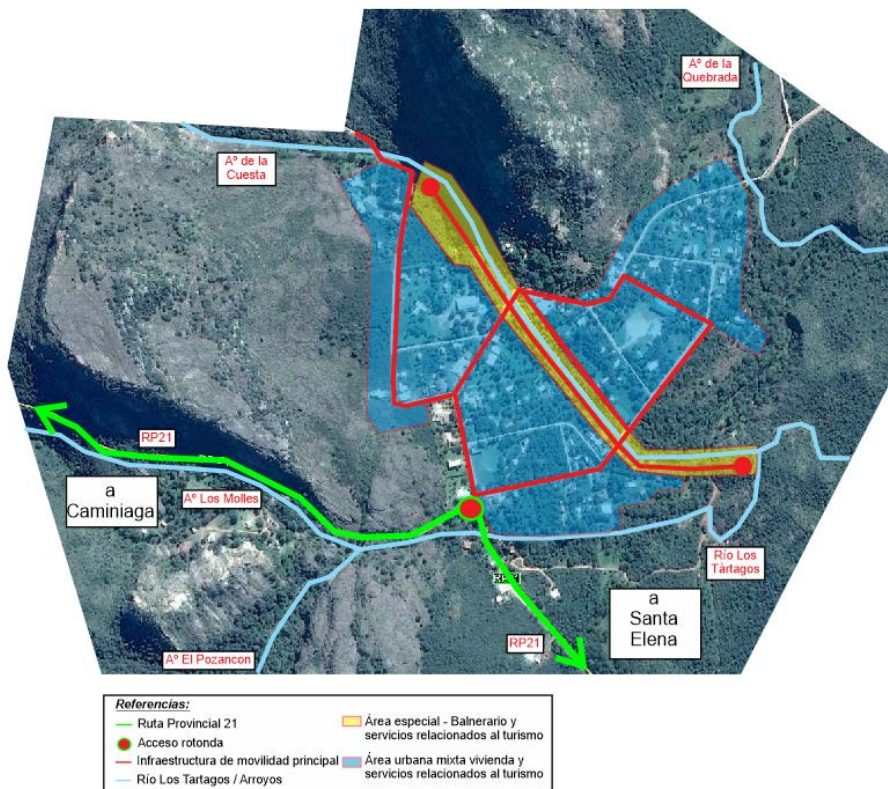 Aº de la
Quebrada
Aº de la
Cuesta
RP21
a
Caminiaga
Aº Los Molles
Río Los
Tártagos
a
Santa
Elena
RP21
RP21
Aº El Pozancon
Referencias:
Ruta Provincial 21
Acceso rotonda
Infraestructura de movilidad principal
Río Los Tartagos / Arroyos
Área especial - Balnerario y
servicios relacionados al turismo
Área urbana mixta vivienda y
servicios relacionados al turismo